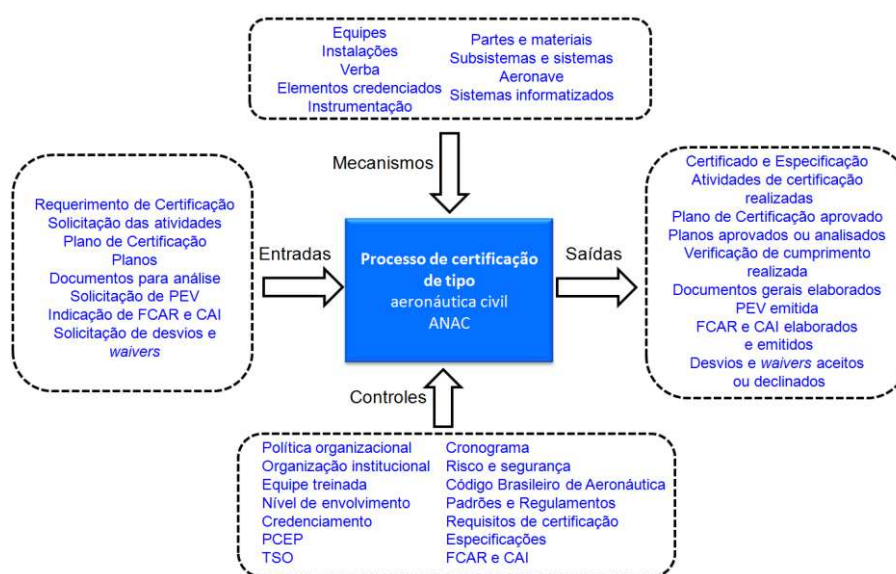 Equipes
Instalações
Verba
Elementos credenciados
Instrumentação
Partes e materiais
Subsistemas e sistemas
Aeronave
Sistemas informatizados
Mecanismos
Requerimento de Certificação
Solicitação das atividades
Plano de Certificação
Planos
Documentos para análise
Solicitação de PEV
Indicação de FCAR e CAI
Solicitação de desvios e
waivers
Entradas
Processo de certificação
de tipo
aeronáutica civil
ANAC
Saídas
Certificado e Especificação
Atividades de certificação
realizadas
Plano de Certificação aprovado
Planos aprovados ou analisados
Verificação de cumprimento
realizada
Documentos gerais elaborados
PEV emitida
FCAR e CAI elaborados
e emitidos
Desvios e waivers aceitos
ou declinados
Controles
Política organizacional
Organização institucional
Equipe treinada
Nível de envolvimento
Credenciamento
PCEP
TSO
Cronograma
Risco e segurança
Código Brasileiro de Aeronáutica
Padrões e Regulamentos
Requisitos de certificação
Especificações
FCAR e CAI